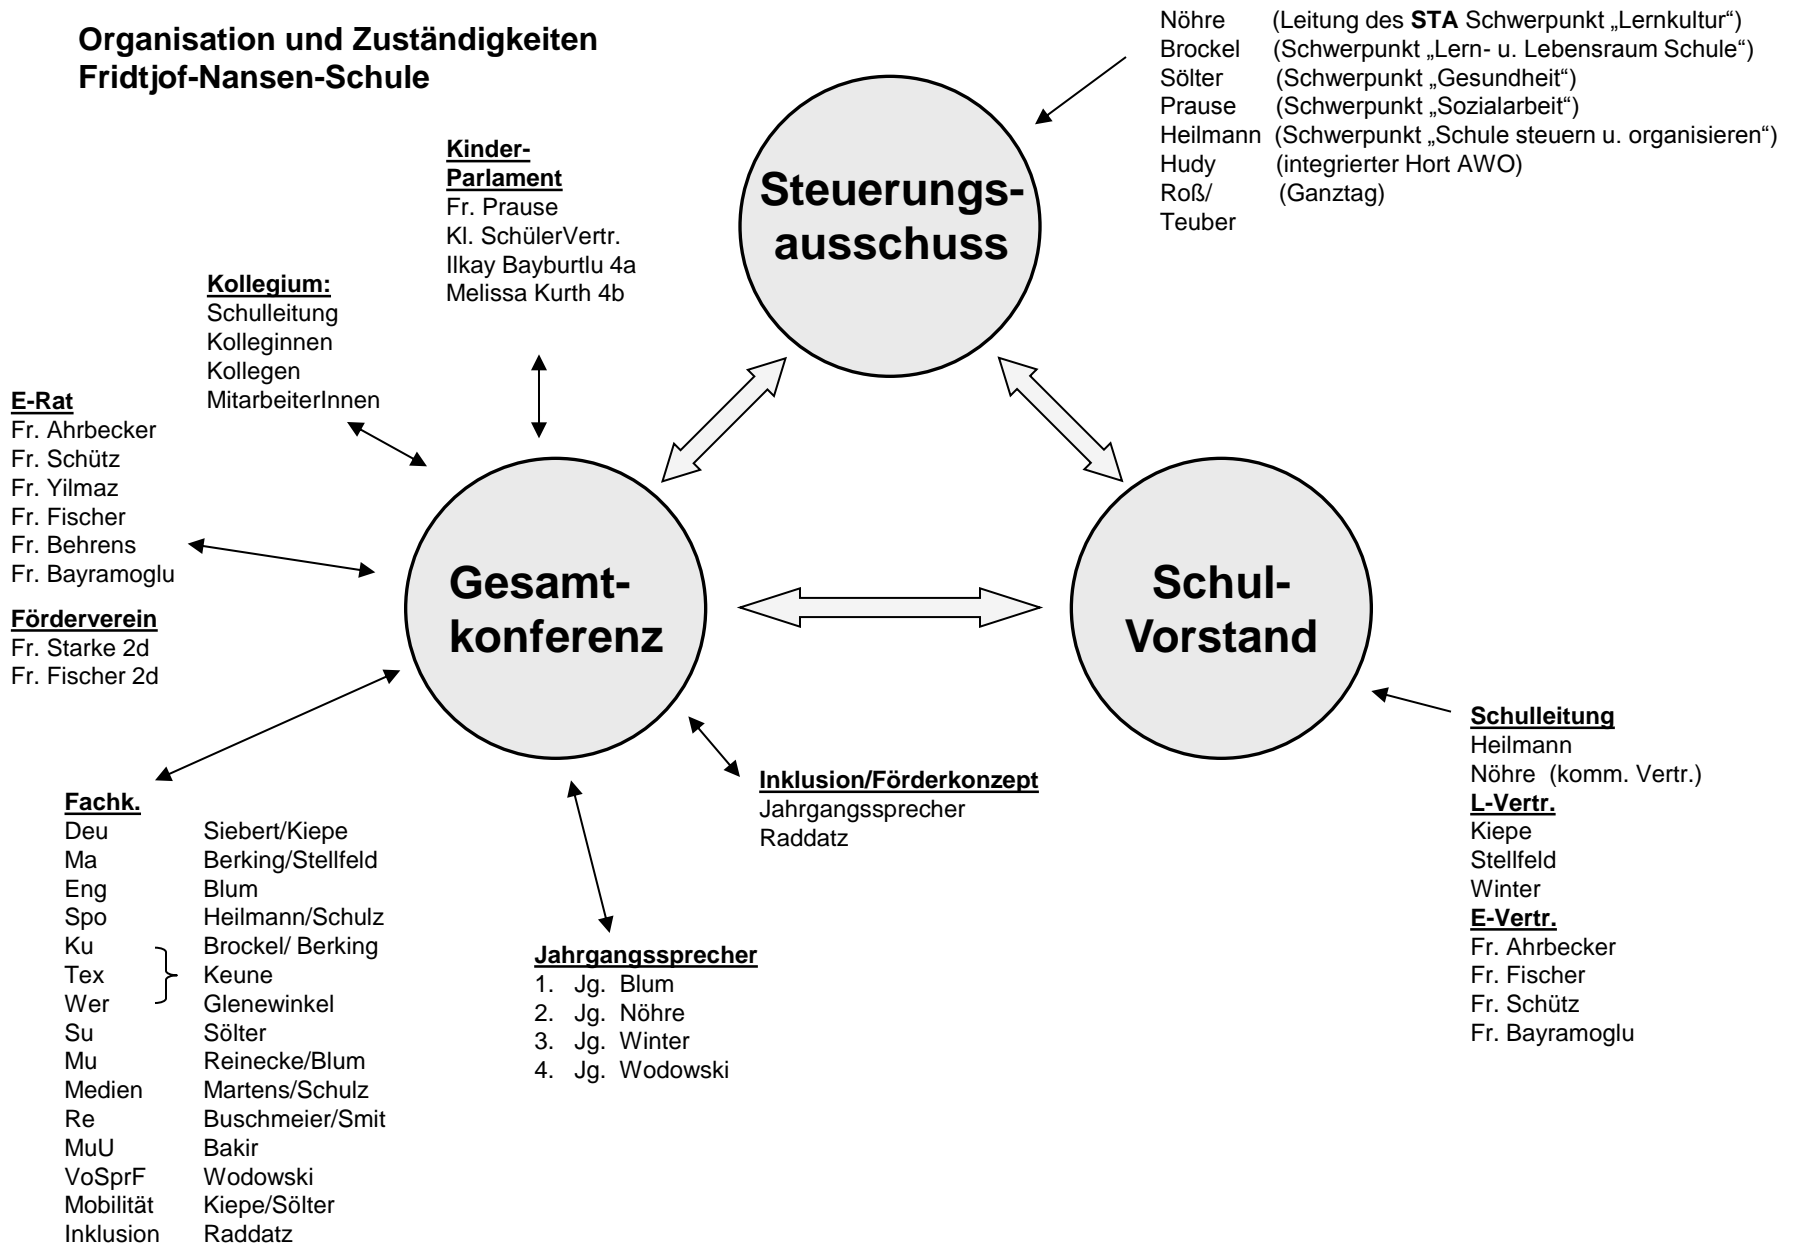 Organisation und Zuständigkeiten
Fridtjof-Nansen-Schule
Nöhre (Leitung des STA Schwerpunkt „Lernkultur“)
Brockel (Schwerpunkt „Lern- u. Lebensraum Schule“)
Sölter (Schwerpunkt „Gesundheit“)
Prause (Schwerpunkt „Sozialarbeit“)
Heilmann (Schwerpunkt „Schule steuern u. organisieren“)
Hudy (integrierter Hort AWO)
Roß/ (Ganztag)
Teuber
Steuerungs-
ausschuss
Kinder-
Parlament
Fr. Prause
Kl. SchülerVertr.
Ilkay Bayburtlu 4a
Melissa Kurth 4b
Kollegium:
Schulleitung
Kolleginnen
Kollegen
MitarbeiterInnen
E-Rat
Fr. Ahrbecker
Fr. Schütz
Fr. Yilmaz
Fr. Fischer
Fr. Behrens
Fr. Bayramoglu
Förderverein
Fr. Starke 2d
Fr. Fischer 2d
Gesamt-
konferenz
Schul-
Vorstand
Schulleitung
Heilmann
Nöhre (komm. Vertr.)
L-Vertr.
Kiepe
Stellfeld
Winter
E-Vertr.
Fr. Ahrbecker
Fr. Fischer
Fr. Schütz
Fr. Bayramoglu
Inklusion/Förderkonzept
Jahrgangssprecher
Raddatz
Jahrgangssprecher
1. Jg. Blum
2. Jg. Nöhre
3. Jg. Winter
4. Jg. Wodowski
Fachk.
Deu Siebert/Kiepe
Ma Berking/Stellfeld
Eng Blum
Spo Heilmann/Schulz
Ku Brockel/ Berking
Tex Keune
Wer Glenewinkel
Su Sölter
Mu Reinecke/Blum
Medien Martens/Schulz
Re Buschmeier/Smit
MuU Bakir
VoSprF Wodowski
Mobilität Kiepe/Sölter
Inklusion Raddatz